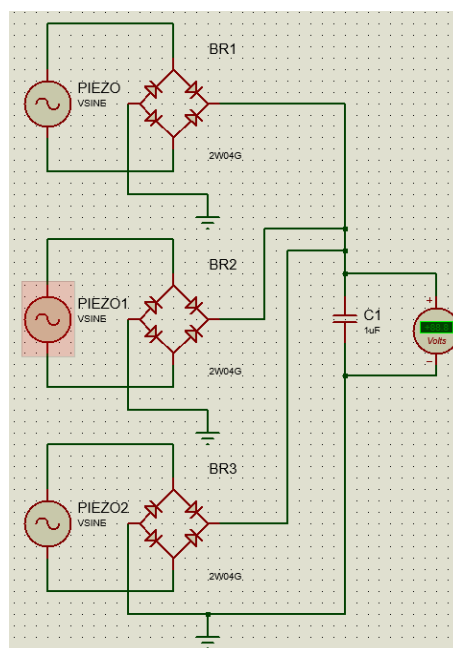 BR1
PIEZO
VSINE
2W04G
BR2
PIEZO1
VSINE
C1
1uF
+
Volts
−
2W04G
BR3
PIEZO2
VSINE
2W04G